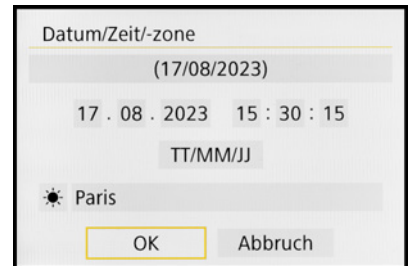 Datum/Zeit/-zone
(17/08/2023)
17 . 08 . 2023 15 : 30 : 15
TT/MM/JJ
Paris
OK Abbruch